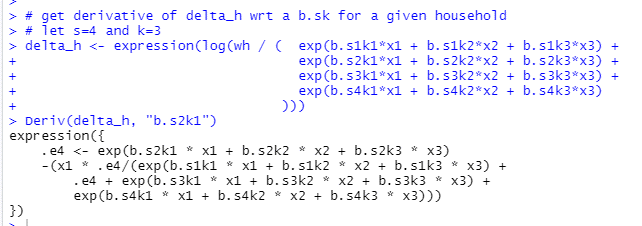 >
> # get derivative of delta_h wrt a b.sk for a given household
> # let s=4 and k=3
> delta_h <- expression(log(wh / (  exp(b.s1k1*x1 + b.s1k2*x2 + b.s1k3*x3) +
+                                   exp(b.s2k1*x1 + b.s2k2*x2 + b.s2k3*x3) +
+                                   exp(b.s3k1*x1 + b.s3k2*x2 + b.s3k3*x3) +
+                                   exp(b.s4k1*x1 + b.s4k2*x2 + b.s4k3*x3)
+                                 )))
> Deriv(delta_h, "b.s2k1")
expression({
    .e4 <- exp(b.s2k1 * x1 + b.s2k2 * x2 + b.s2k3 * x3)
    -(x1 * .e4/(exp(b.s1k1 * x1 + b.s1k2 * x2 + b.s1k3 * x3) +
        .e4 + exp(b.s3k1 * x1 + b.s3k2 * x2 + b.s3k3 * x3) +
        exp(b.s4k1 * x1 + b.s4k2 * x2 + b.s4k3 * x3)))
})
>